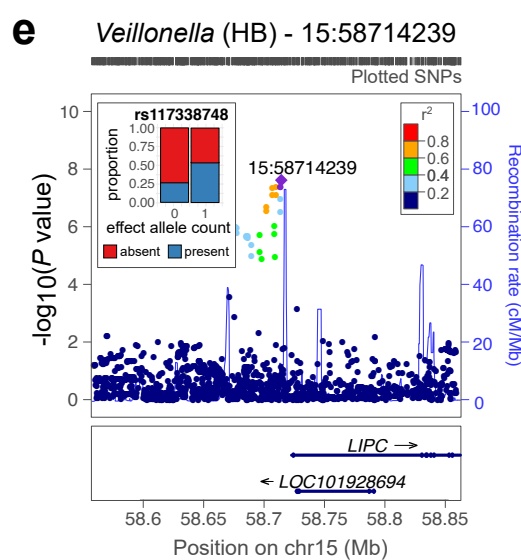 e
Veillonella (HB) - 15:58714239
Plotted SNPs
10
8
6
4
2
0
-log10(P value)
100
80
60
40
20
0
Recombination rate (cM/Mb)
rs117338748
1.00
0.75
0.50
0.25
0.00
proportion
0 1
effect allele count
absent present
15:58714239
r2
0.8
0.6
0.4
0.2
LIPC →
← LOC101928694
58.6 58.65 58.7 58.75 58.8 58.85
Position on chr15 (Mb)